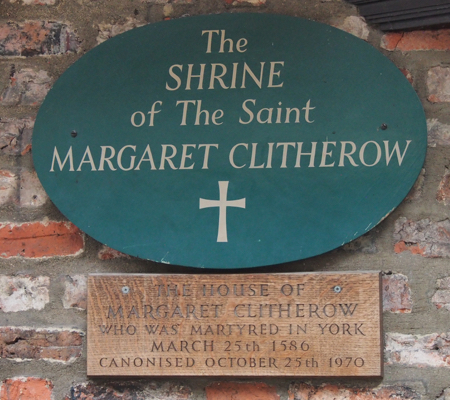 The
SHRINE
of The Saint
MARGARET CLITHEROW
THE HOUSE OF
MARGARET CLITHEROW
WHO WAS MARTYRED IN YORK
MARCH 25th 1586
CANONISED OCTOBER 25th 1970